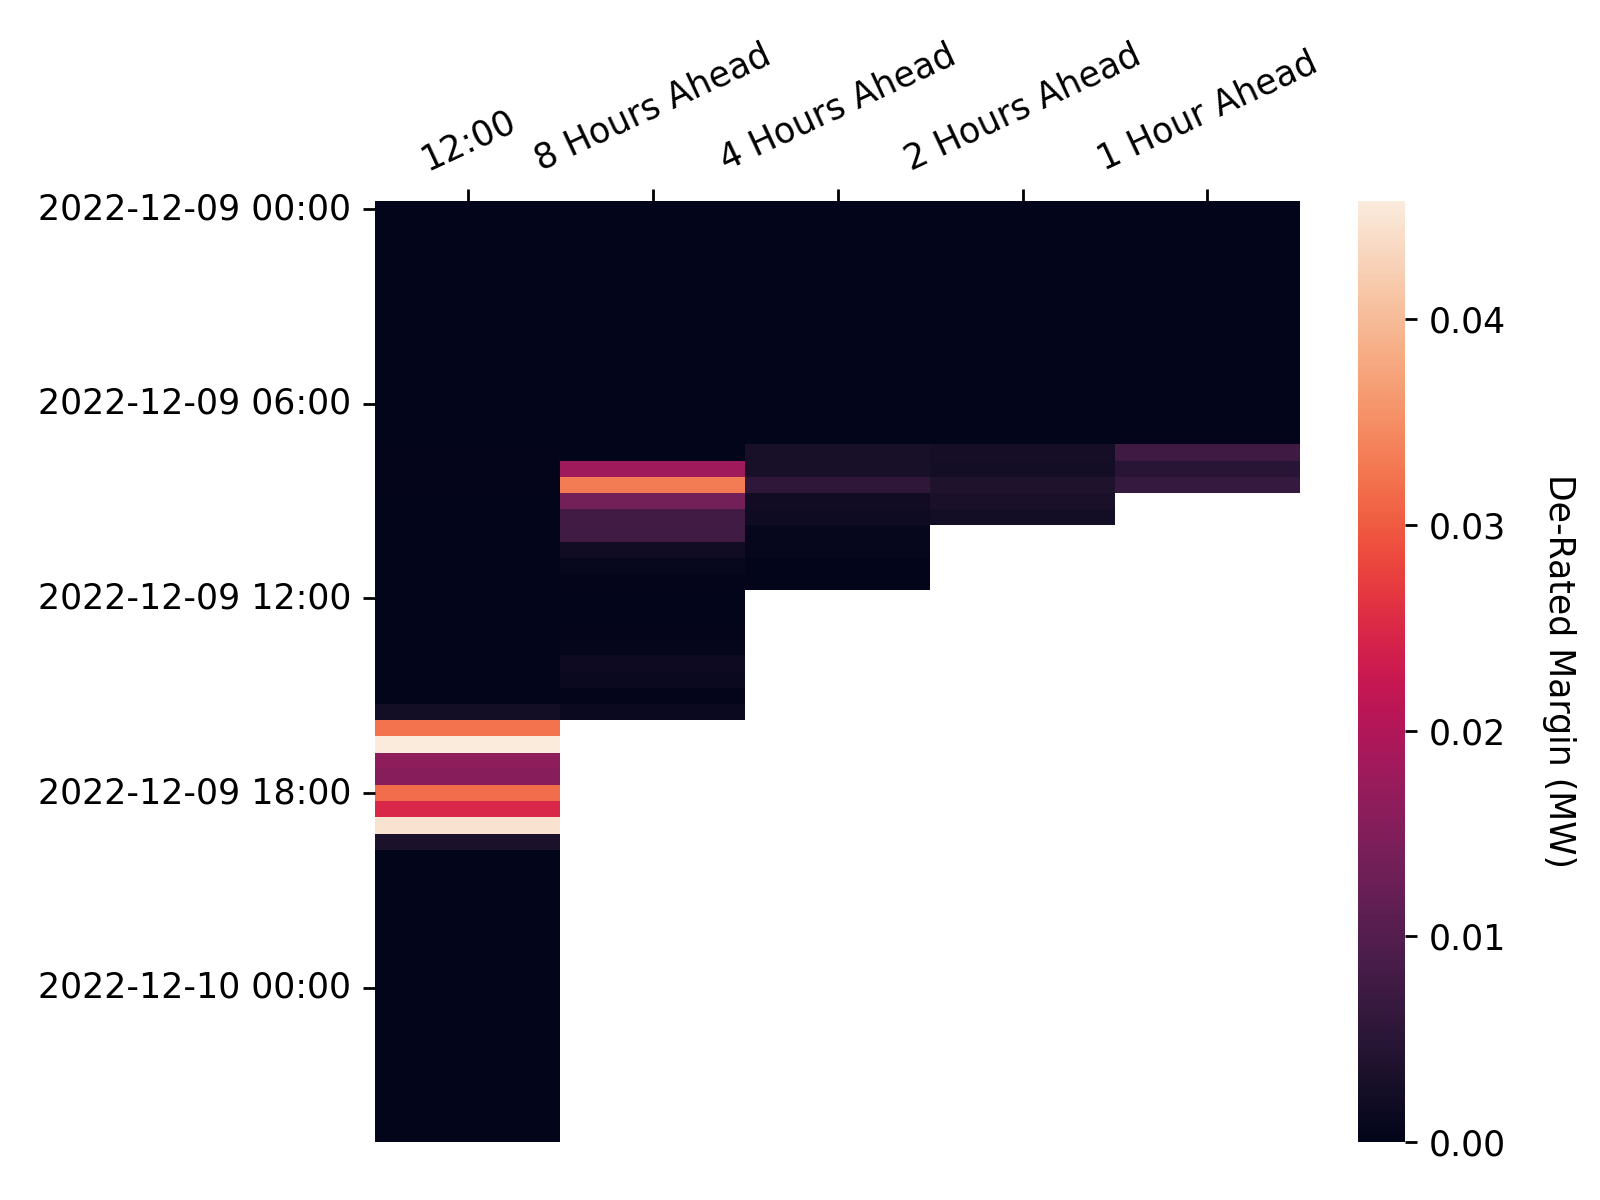 12:00
8 Hours Ahead
4 Hours Ahead
2 Hours Ahead
1 Hour Ahead
2022-12-09 00:00
2022-12-09 06:00
2022-12-09 12:00
2022-12-09 18:00
2022-12-10 00:00
0.04
0.03
0.02
0.01
0.00
De-Rated Margin (MW)